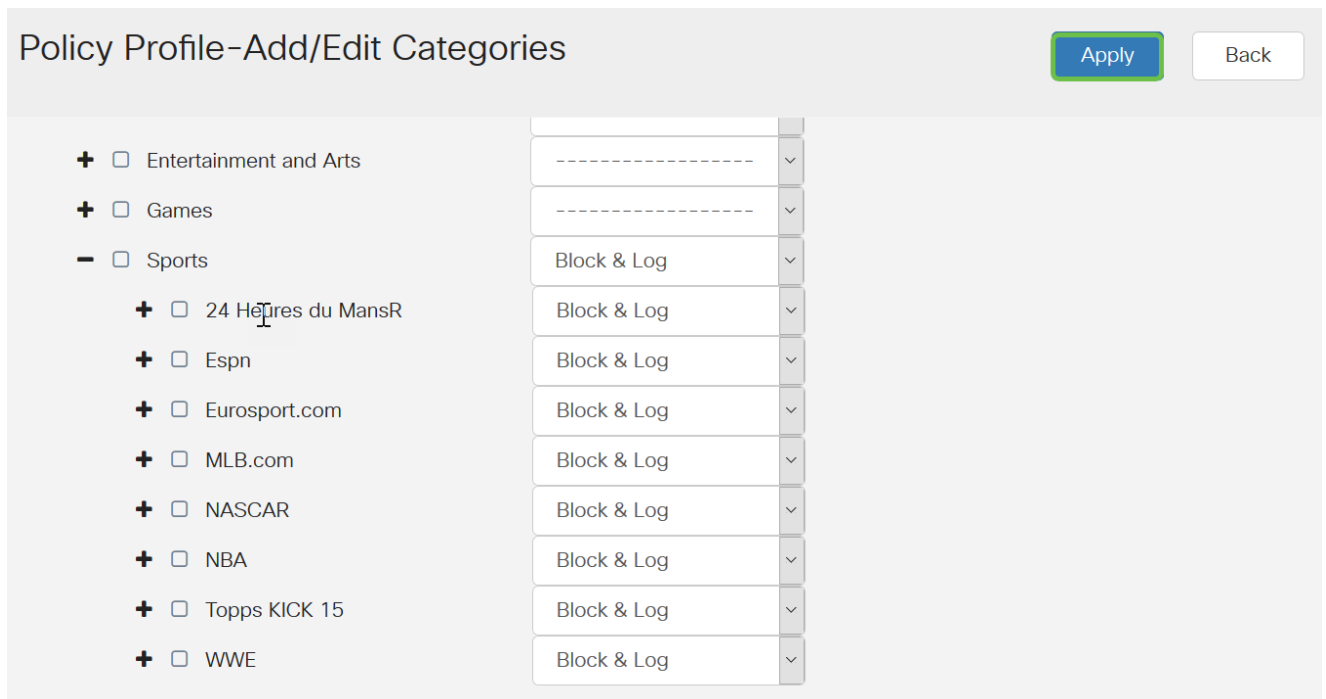 Policy Profile-Add/Edit Categories
Apply
Back
Entertainment and Arts ------------------
Games ------------------
Sports Block & Log
24 Heures du MansR Block & Log
Espn Block & Log
Eurosport.com Block & Log
MLB.com Block & Log
NASCAR Block & Log
NBA Block & Log
Topps KICK 15 Block & Log
WWE Block & Log